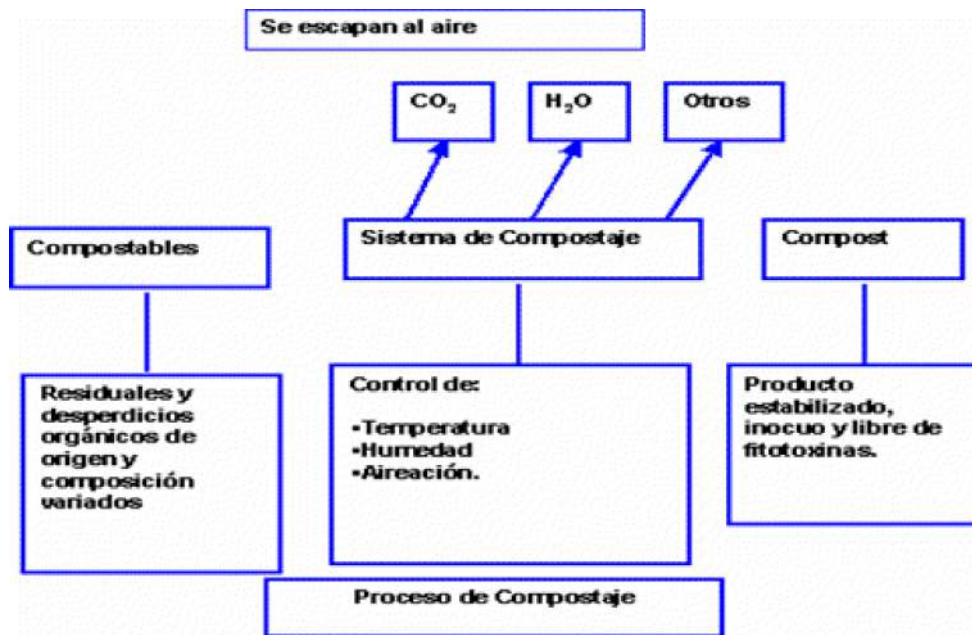 Se escapan al aire
CO₂
H₂O
Otros
Compostables
Sistema de Compostaje
Compost
Residuales y
desperdicios
orgánicos de
origen y
composición
variados
Control de:
•Temperatura
•Humedad
•Aireación.
Producto
estabilizado,
inocuo y libre de
fitotoxinas.
Proceso de Compostaje